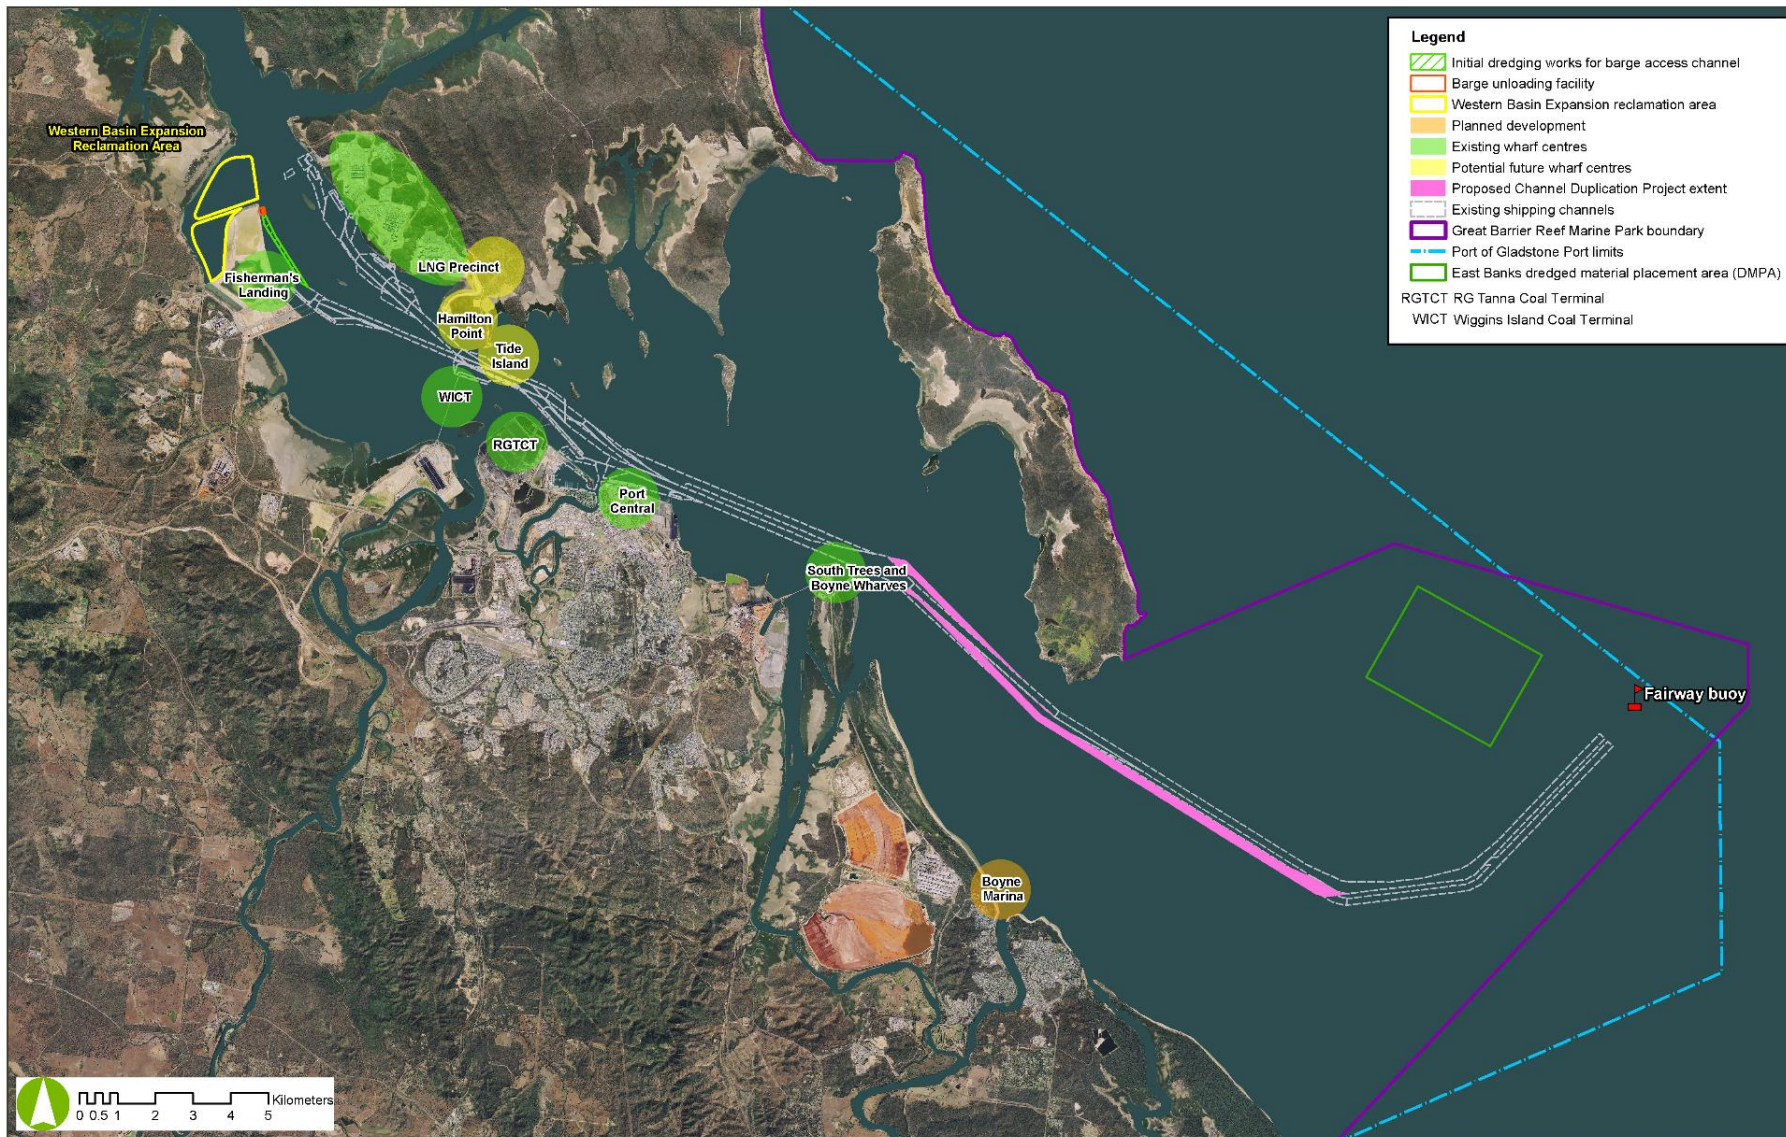 Legend
Initial dredging works for barge access channel
Barge unloading facility
Western Basin Expansion reclamation area
Planned development
Existing wharf centres
Potential future wharf centres
Proposed Channel Duplication Project extent
Existing shipping channels
Great Barrier Reef Marine Park boundary
Port of Gladstone Port limits
East Banks dredged material placement area (DMPA)
RGTCT RG Tanna Coal Terminal
WICT Wiggins Island Coal Terminal
Western Basin Expansion
Reclamation Area
LNG Precinct
Fisherman's
Landing
Hamilton
Point
Tide
Island
WICT
RGTCT
Port
Central
South Trees and
Boyne Wharves
Fairway buoy
Boyne
Marina
Kilometers
0 0.5 1 2 3 4 5